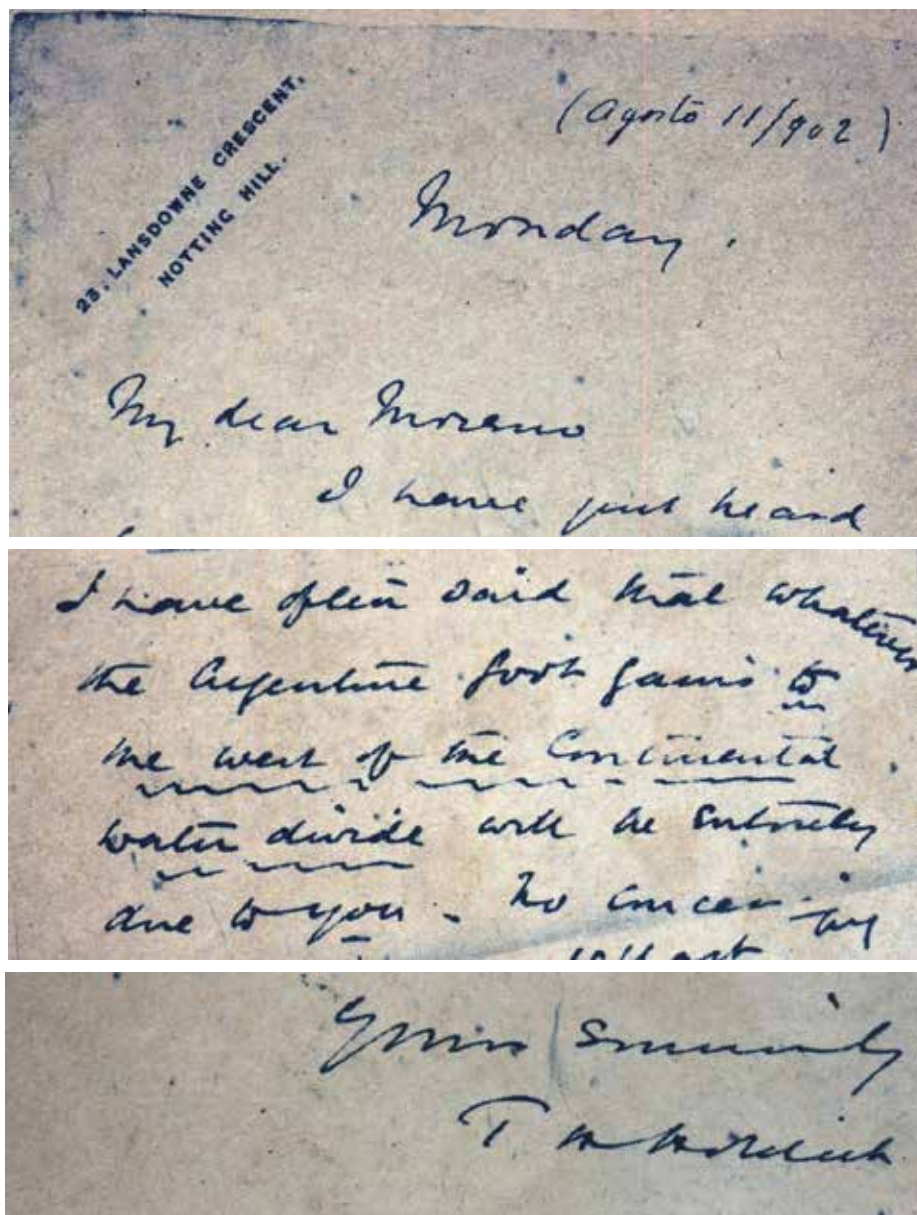 23, LANSDOWNE CRESCENT,
NOTTING HILL.
(Agosto 11/902)
Monday.
My dear Moreno
I have just heard
I have often said that whatever
the Argentine Govt gains to
the west of the Continental
water divide will be entirely
due to you - no
Yours Sincerely
T H Holdich